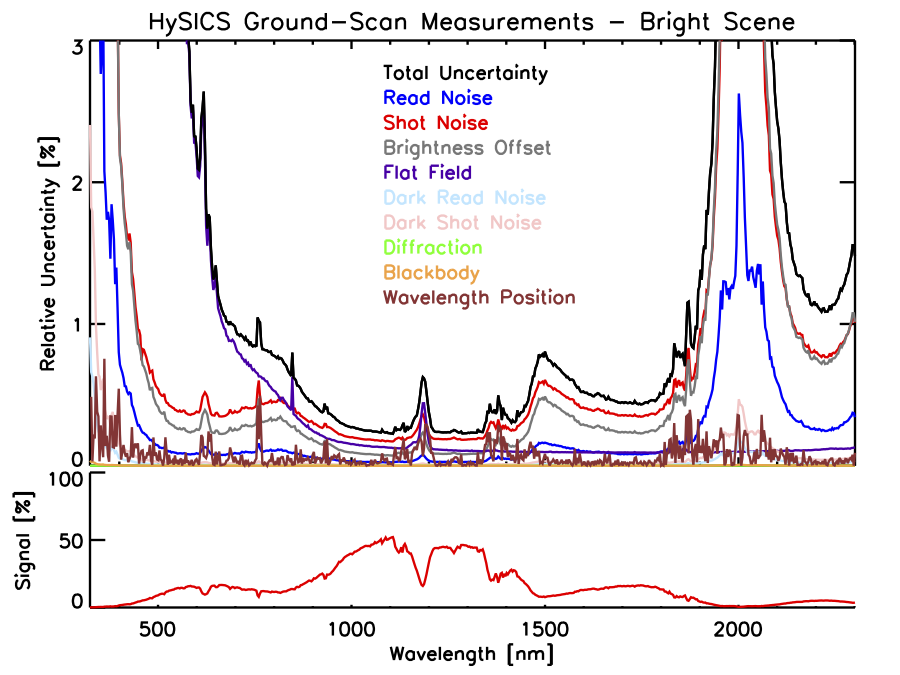 HySICS Ground-Scan Measurements - Bright Scene
3
2
1
0
Relative Uncertainty [%]
Total Uncertainty
Read Noise
Shot Noise
Brightness Offset
Flat Field
Dark Read Noise
Dark Shot Noise
Diffraction
Blackbody
Wavelength Position
100
50
0
Signal [%]
500 1000 1500 2000
Wavelength [nm]